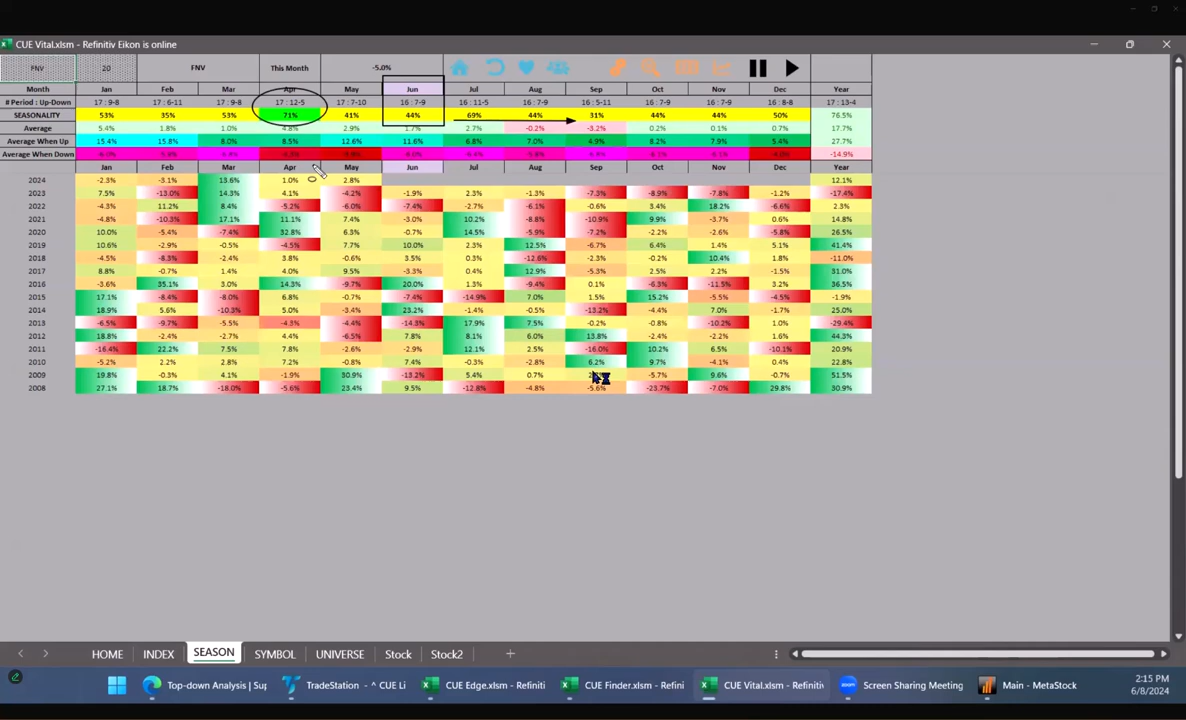 CUE Vital.xlsm - Refinitiv Eikon is online
FNV 20 FNV This Month -5.0%
Month Jan Feb Mar Apr May Jun Jul Aug Sep Oct Nov Dec Year
# Period : Up-Down 17 : 9-8 17 : 6-11 17 : 9-8 17 : 12-5 17 : 7-10 16 : 7-9 16 : 11-5 16 : 7-9 16 : 5-11 16 : 7-9 16 : 7-9 16 : 8-8 17 : 13-4
SEASONALITY 53% 35% 53% 71% 41% 44% 69% 44% 31% 44% 44% 50% 76.5%
Average 5.4% 1.8% 1.0% 4.8% 2.9% 1.7% 2.7% -0.2% -3.2% 0.2% 0.1% 0.7% 17.7%
Average When Up 15.4% 15.8% 8.0% 8.5% 12.6% 11.6% 6.8% 7.0% 4.9% 8.2% 7.9% 5.4% 27.7%
Average When Down -14.9%
Jan Feb Mar Apr May Jun Jul Aug Sep Oct Nov Dec Year
2024 -2.3% -3.1% 13.6% 1.0% 2.8% 12.1%
2023 7.5% -13.0% 14.3% 4.1% -4.2% -1.9% 2.3% -1.3% -7.3% -8.9% -7.8% -1.2% -17.4%
2022 -4.3% 11.2% 8.4% -5.2% -6.0% -7.4% -2.7% -6.1% -0.6% 3.4% 18.2% -6.6% 2.3%
2021 -4.8% -10.3% 17.1% 11.1% 7.4% -3.0% 10.2% -8.8% -10.9% 9.9% -3.7% 0.6% 14.8%
2020 10.0% -5.4% -7.4% 32.8% 6.3% -0.7% 14.5% -5.9% -7.2% -2.2% -2.6% -5.8% 26.5%
2019 10.6% -2.9% -0.5% -4.5% 7.7% 10.0% 2.3% 12.5% -6.7% 6.4% 1.4% 5.1% 41.4%
2018 -4.5% -8.3% -2.4% 3.8% -0.6% 3.5% 0.3% -12.6% -2.3% -0.2% 10.4% 1.8% -11.0%
2017 8.8% -0.7% 1.4% 4.0% 9.5% -3.3% 0.4% 12.9% -5.3% 2.5% 2.2% -1.5% 31.0%
2016 -3.6% 35.1% 3.0% 14.3% -9.7% 20.0% 1.3% -9.4% 0.1% -6.3% -11.5% 3.2% 36.5%
2015 17.1% -8.4% -8.0% 6.8% -0.7% -7.4% -14.9% 7.0% 1.5% 15.2% -5.5% -4.5% -1.9%
2014 18.9% 5.6% -10.3% 5.0% -3.4% 23.2% -1.4% -0.5% -13.2% -4.4% 7.0% -1.7% 25.0%
2013 -6.5% -9.7% -5.5% -4.3% -4.4% -14.3% 17.9% 7.5% -0.2% -0.8% -10.2% 1.0% -29.4%
2012 18.8% -2.4% -2.7% 4.4% -6.5% 7.8% 8.1% 6.0% 13.8% -2.4% -2.2% 1.6% 44.3%
2011 -16.4% 22.2% 7.5% 7.8% -2.6% -2.9% 12.1% 2.5% -16.0% 10.2% 6.5% -10.1% 20.9%
-5.2% 2.2% 2.8% 7.2% -0.8% 7.4% -0.3% -2.8% 6.2% 9.7% -4.1% 0.9% 22.8%
2009 19.8% -0.3% 4.1% -1.9% 30.9% -13.2% 5.4% 0.7% -5.7% 9.6% -0.7% 51.5%
2008 27.1% 18.7% -18.0% -5.6% 23.4% 9.5% -12.8% -4.8% -5.6% -23.7% -7.0% 29.8% 30.9%
HOME INDEX SEASON SYMBOL UNIVERSE Stock Stock2
Top-down Analysis | Su TradeStation - ^ CUE Li CUE Edge.xlsm - Refiniti CUE Finder.xlsm - Refini CUE Vital.xlsm - Refinitiv zoom Screen Sharing Meeting Main - MetaStock
2:15 PM
6/8/2024